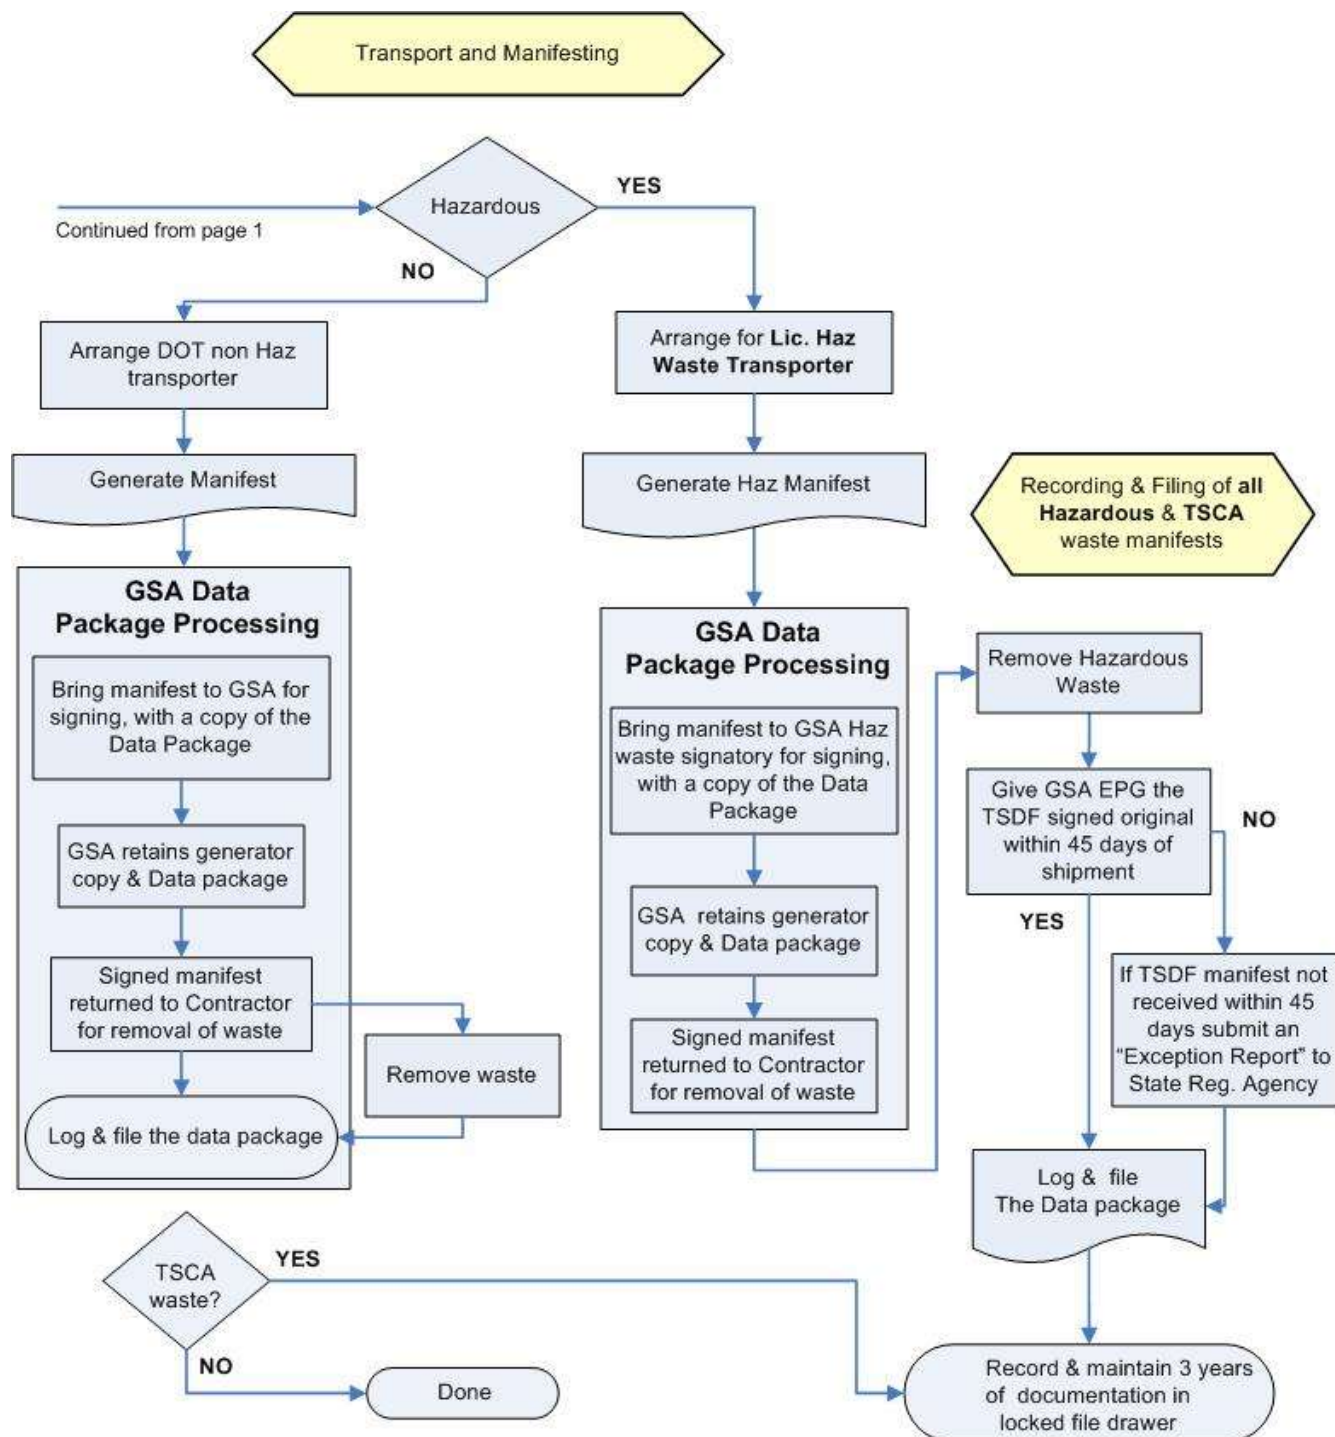 Transport and Manifesting
Hazardous
YES
Continued from page 1
NO
Arrange DOT non Haz
transporter
Arrange for Lic. Haz
Waste Transporter
Generate Manifest
Generate Haz Manifest
Recording & Filing of all
Hazardous & TSCA
waste manifests
GSA Data
Package Processing
Bring manifest to GSA for
signing, with a copy of the
Data Package
GSA retains generator
copy & Data package
Signed manifest
returned to Contractor
for removal of waste
Remove waste
Log & file the data package
GSA Data
Package Processing
Bring manifest to GSA Haz
waste signatory for signing,
with a copy of the Data
Package
GSA retains generator
copy & Data package
Signed manifest
returned to Contractor
for removal of waste
Remove Hazardous
Waste
Give GSA EPG the
TSDF signed original
within 45 days of
shipment
NO
YES
If TSDF manifest not
received within 45
days submit an
“Exception Report” to
State Reg. Agency
Log & file
The Data package
TSCA
waste?
YES
NO
Done
Record & maintain 3 years
of documentation in
locked file drawer